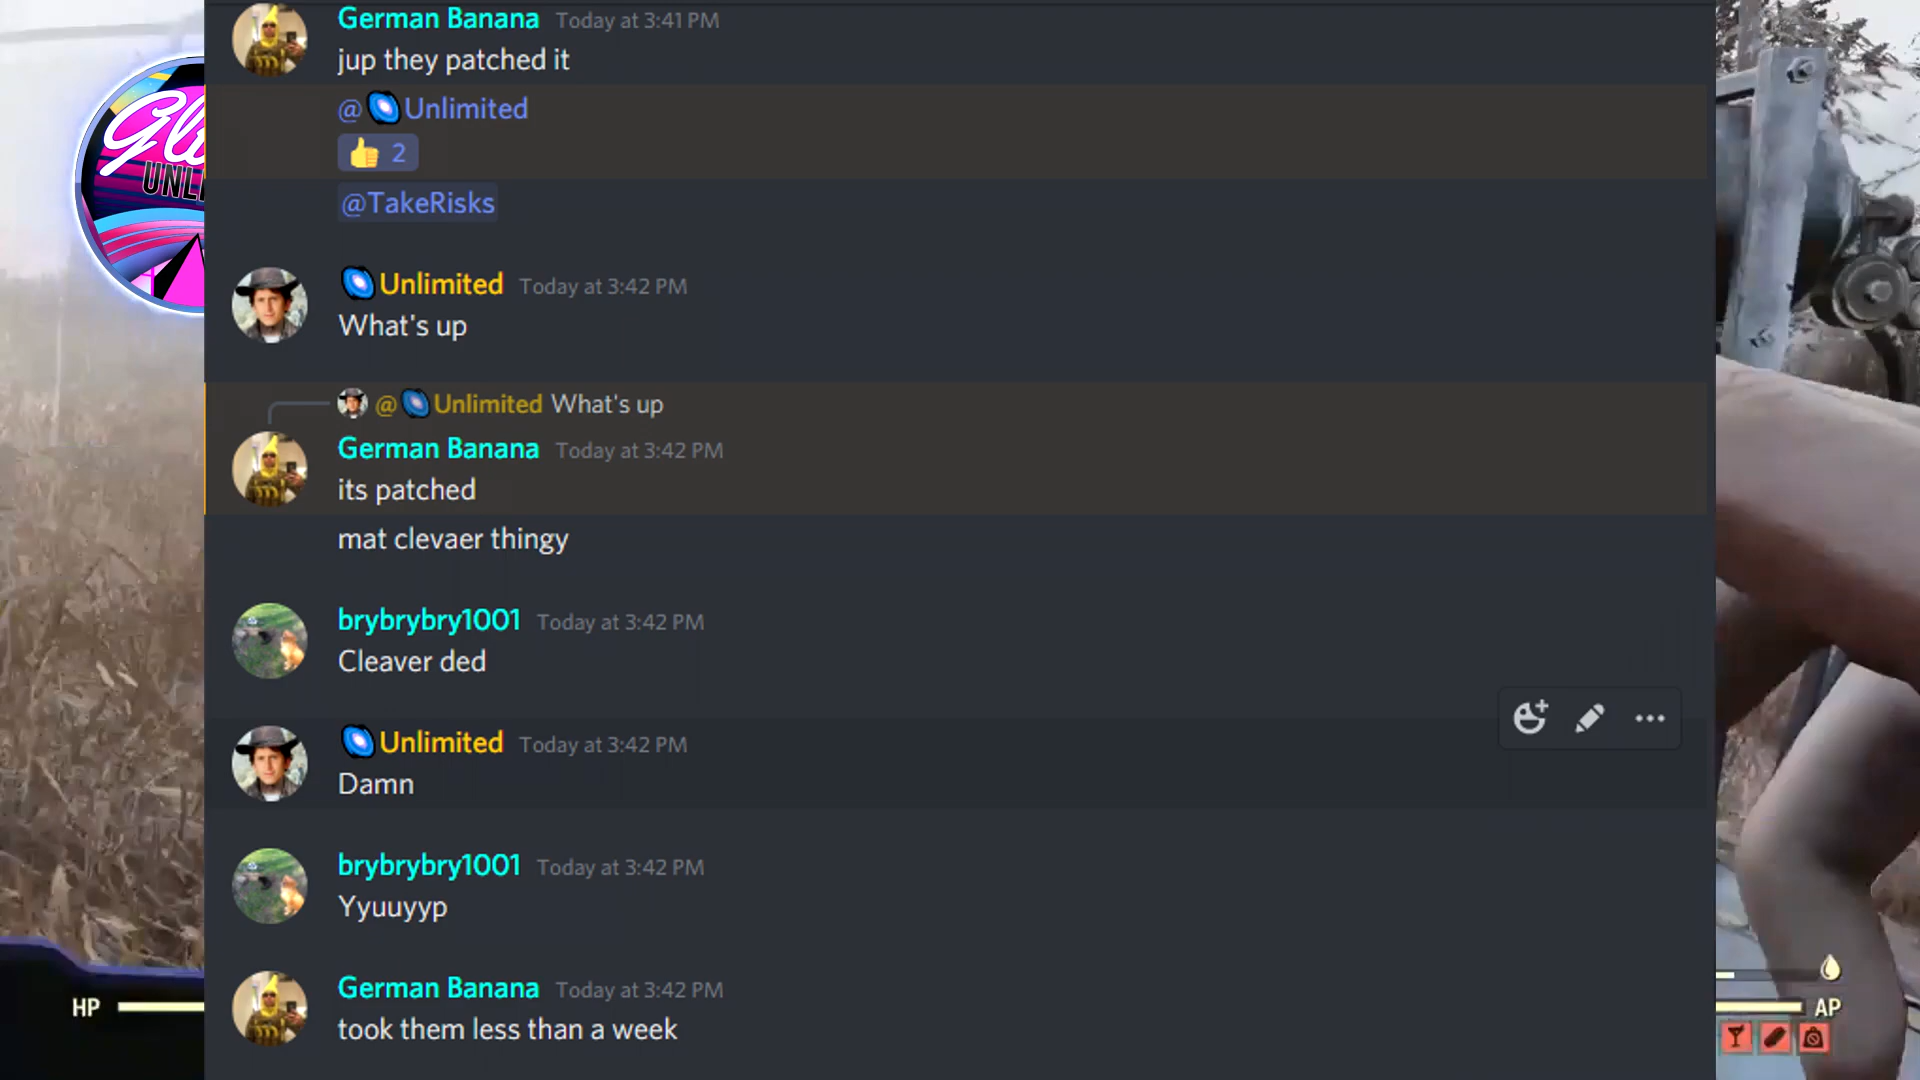 German Banana Today at 3:41 PM
jup they patched it
@Unlimited
👍 2
@TakeRisks
Unlimited Today at 3:42 PM
What's up
@Unlimited What's up
German Banana Today at 3:42 PM
its patched
mat clevaer thingy
brybrybry1001 Today at 3:42 PM
Cleaver ded
Unlimited Today at 3:42 PM
Damn
brybrybry1001 Today at 3:42 PM
Yyuuyyp
German Banana Today at 3:42 PM
took them less than a week
HP
AP